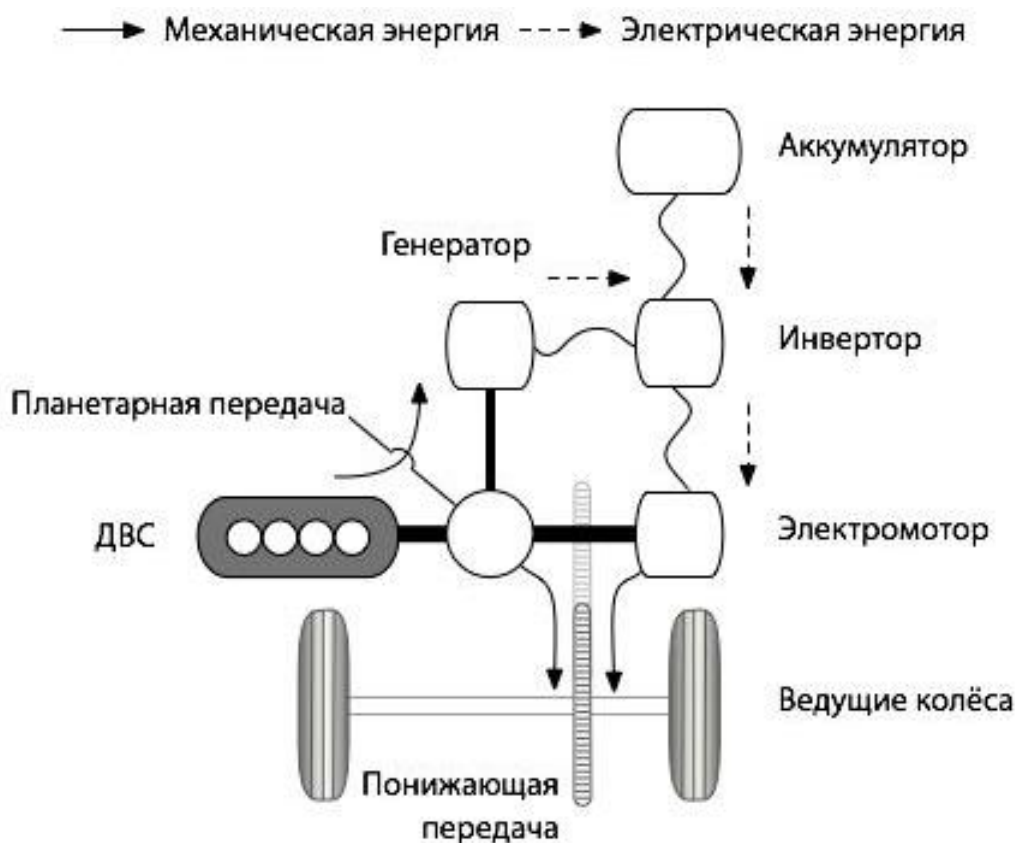 Механическая энергия
Электрическая энергия
Аккумулятор
Генератор
Инвертор
Планетарная передача
ДВС
Электромотор
Ведущие колёса
Понижающая
передача